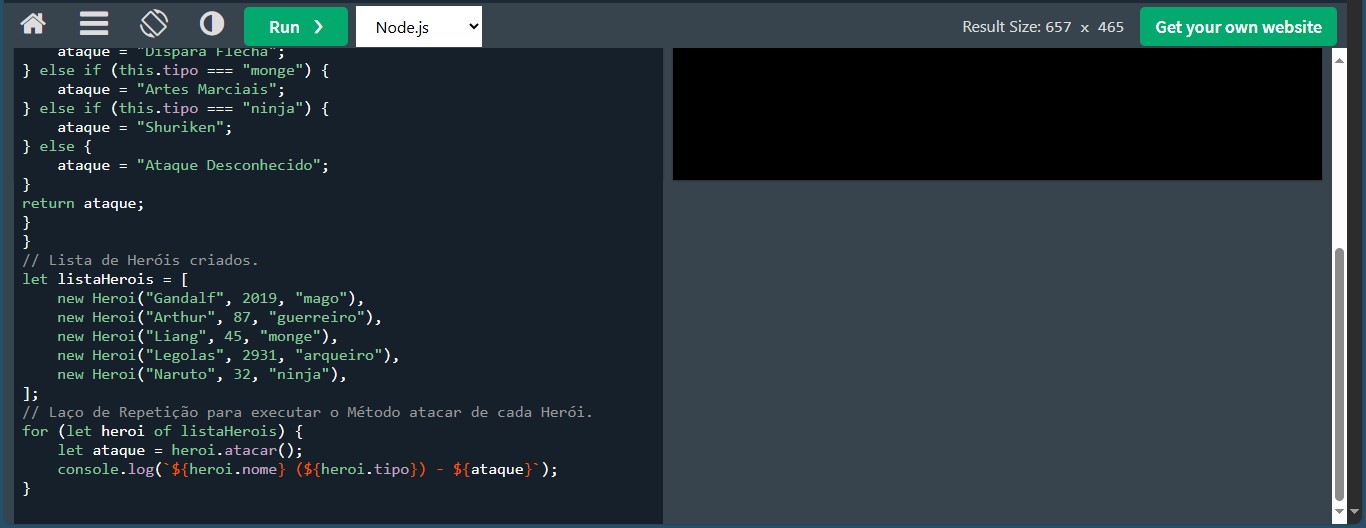 Run ❯
Node.js
Result Size: 657 x 465
Get your own website
ataque = "Dispara Flecha";
} else if (this.tipo === "monge") {
ataque = "Artes Marciais";
} else if (this.tipo === "ninja") {
ataque = "Shuriken";
} else {
ataque = "Ataque Desconhecido";
}
return ataque;
}
}
// Lista de Heróis criados.
let listaHerois = [
new Heroi("Gandalf", 2019, "mago"),
new Heroi("Arthur", 87, "guerreiro"),
new Heroi("Liang", 45, "monge"),
new Heroi("Legolas", 2931, "arqueiro"),
new Heroi("Naruto", 32, "ninja"),
];
// Laço de Repetição para executar o Método atacar de cada Herói.
for (let heroi of listaHerois) {
let ataque = heroi.atacar();
console.log(`${heroi.nome} (${heroi.tipo}) - ${ataque}`);
}